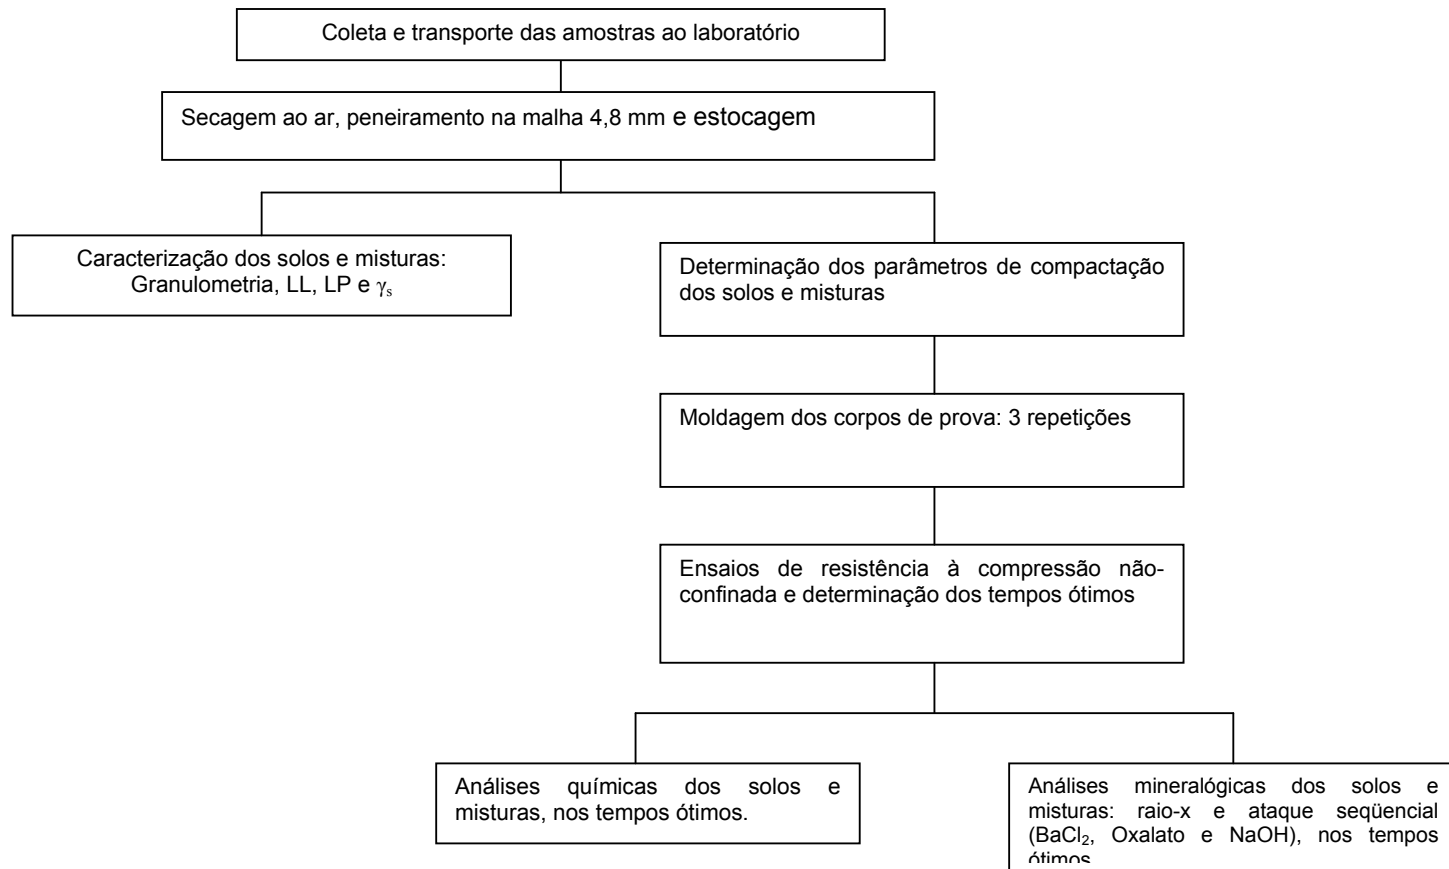 Coleta e transporte das amostras ao laboratório
Secagem ao ar, peneiramento na malha 4,8 mm e estocagem
Caracterização dos solos e misturas:
Granulometria, LL, LP e γₛ
Determinação dos parâmetros de compactação
dos solos e misturas
Moldagem dos corpos de prova: 3 repetições
Ensaios de resistência à compressão não-
confinada e determinação dos tempos ótimos
Análises químicas dos solos e
misturas, nos tempos ótimos.
Análises mineralógicas dos solos e
misturas: raio-x e ataque seqüencial
(BaCl₂, Oxalato e NaOH), nos tempos
ótimos